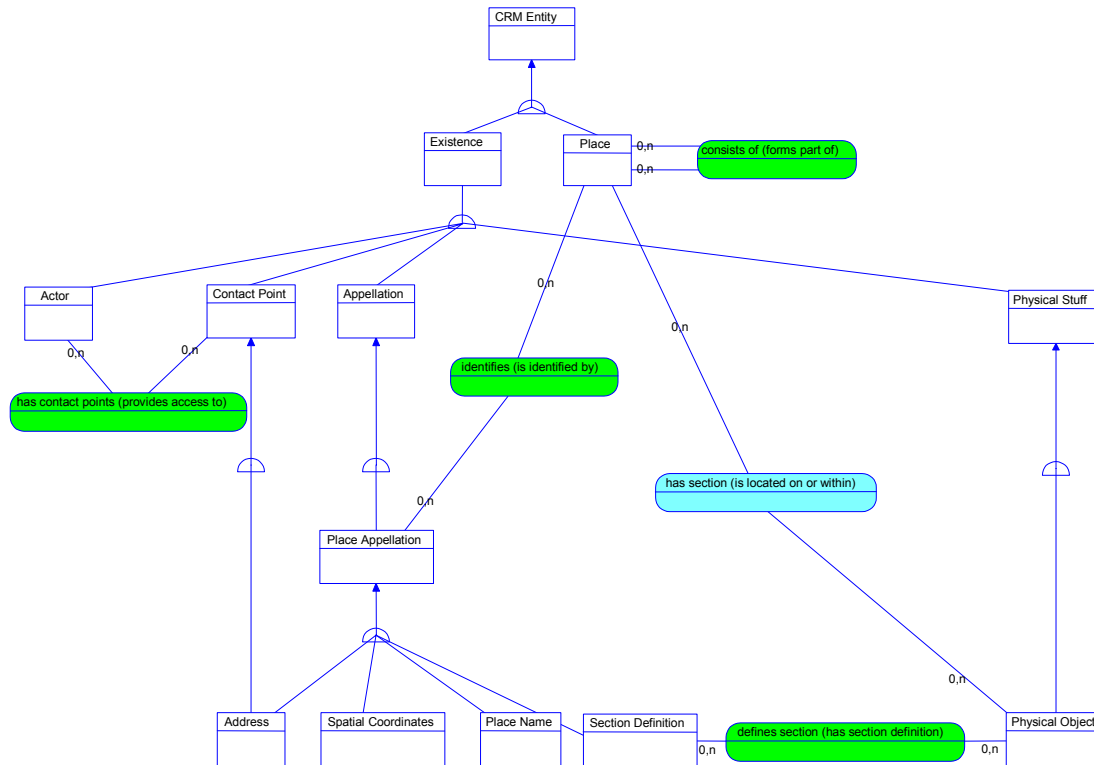 CRM Entity
Existence
Place
0,n
consists of (forms part of)
0,n
Actor
Contact Point
Appellation
Physical Stuff
0,n
0,n
0,n
0,n
identifies (is identified by)
has contact points (provides access to)
has section (is located on or within)
0,n
Place Appellation
0,n
Address
Spatial Coordinates
Place Name
Section Definition
defines section (has section definition)
Physical Object
0,n
0,n